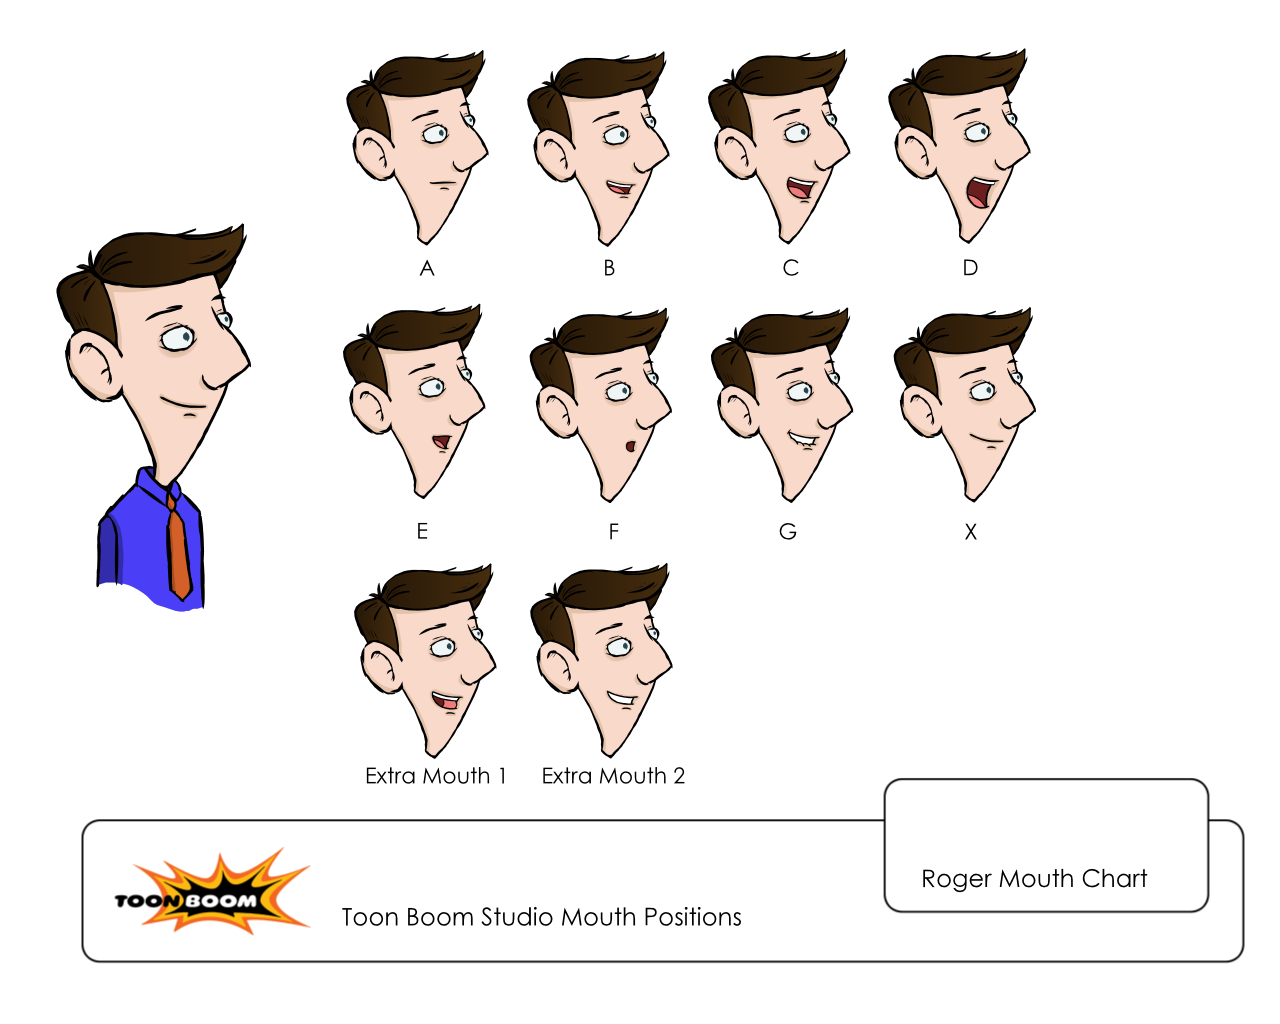 A
B
C
D
E
F
G
X
Extra Mouth 1
Extra Mouth 2
Roger Mouth Chart
TOON BOOM
Toon Boom Studio Mouth Positions